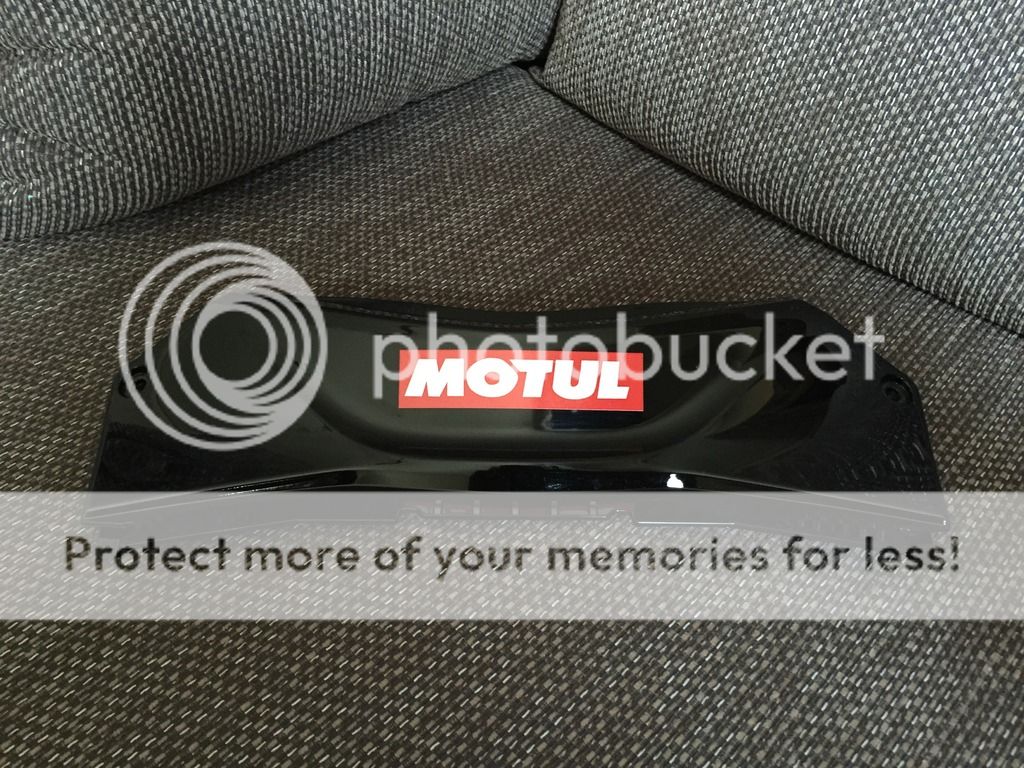 photobucket
MOTUL
Protect more of your memories for less!